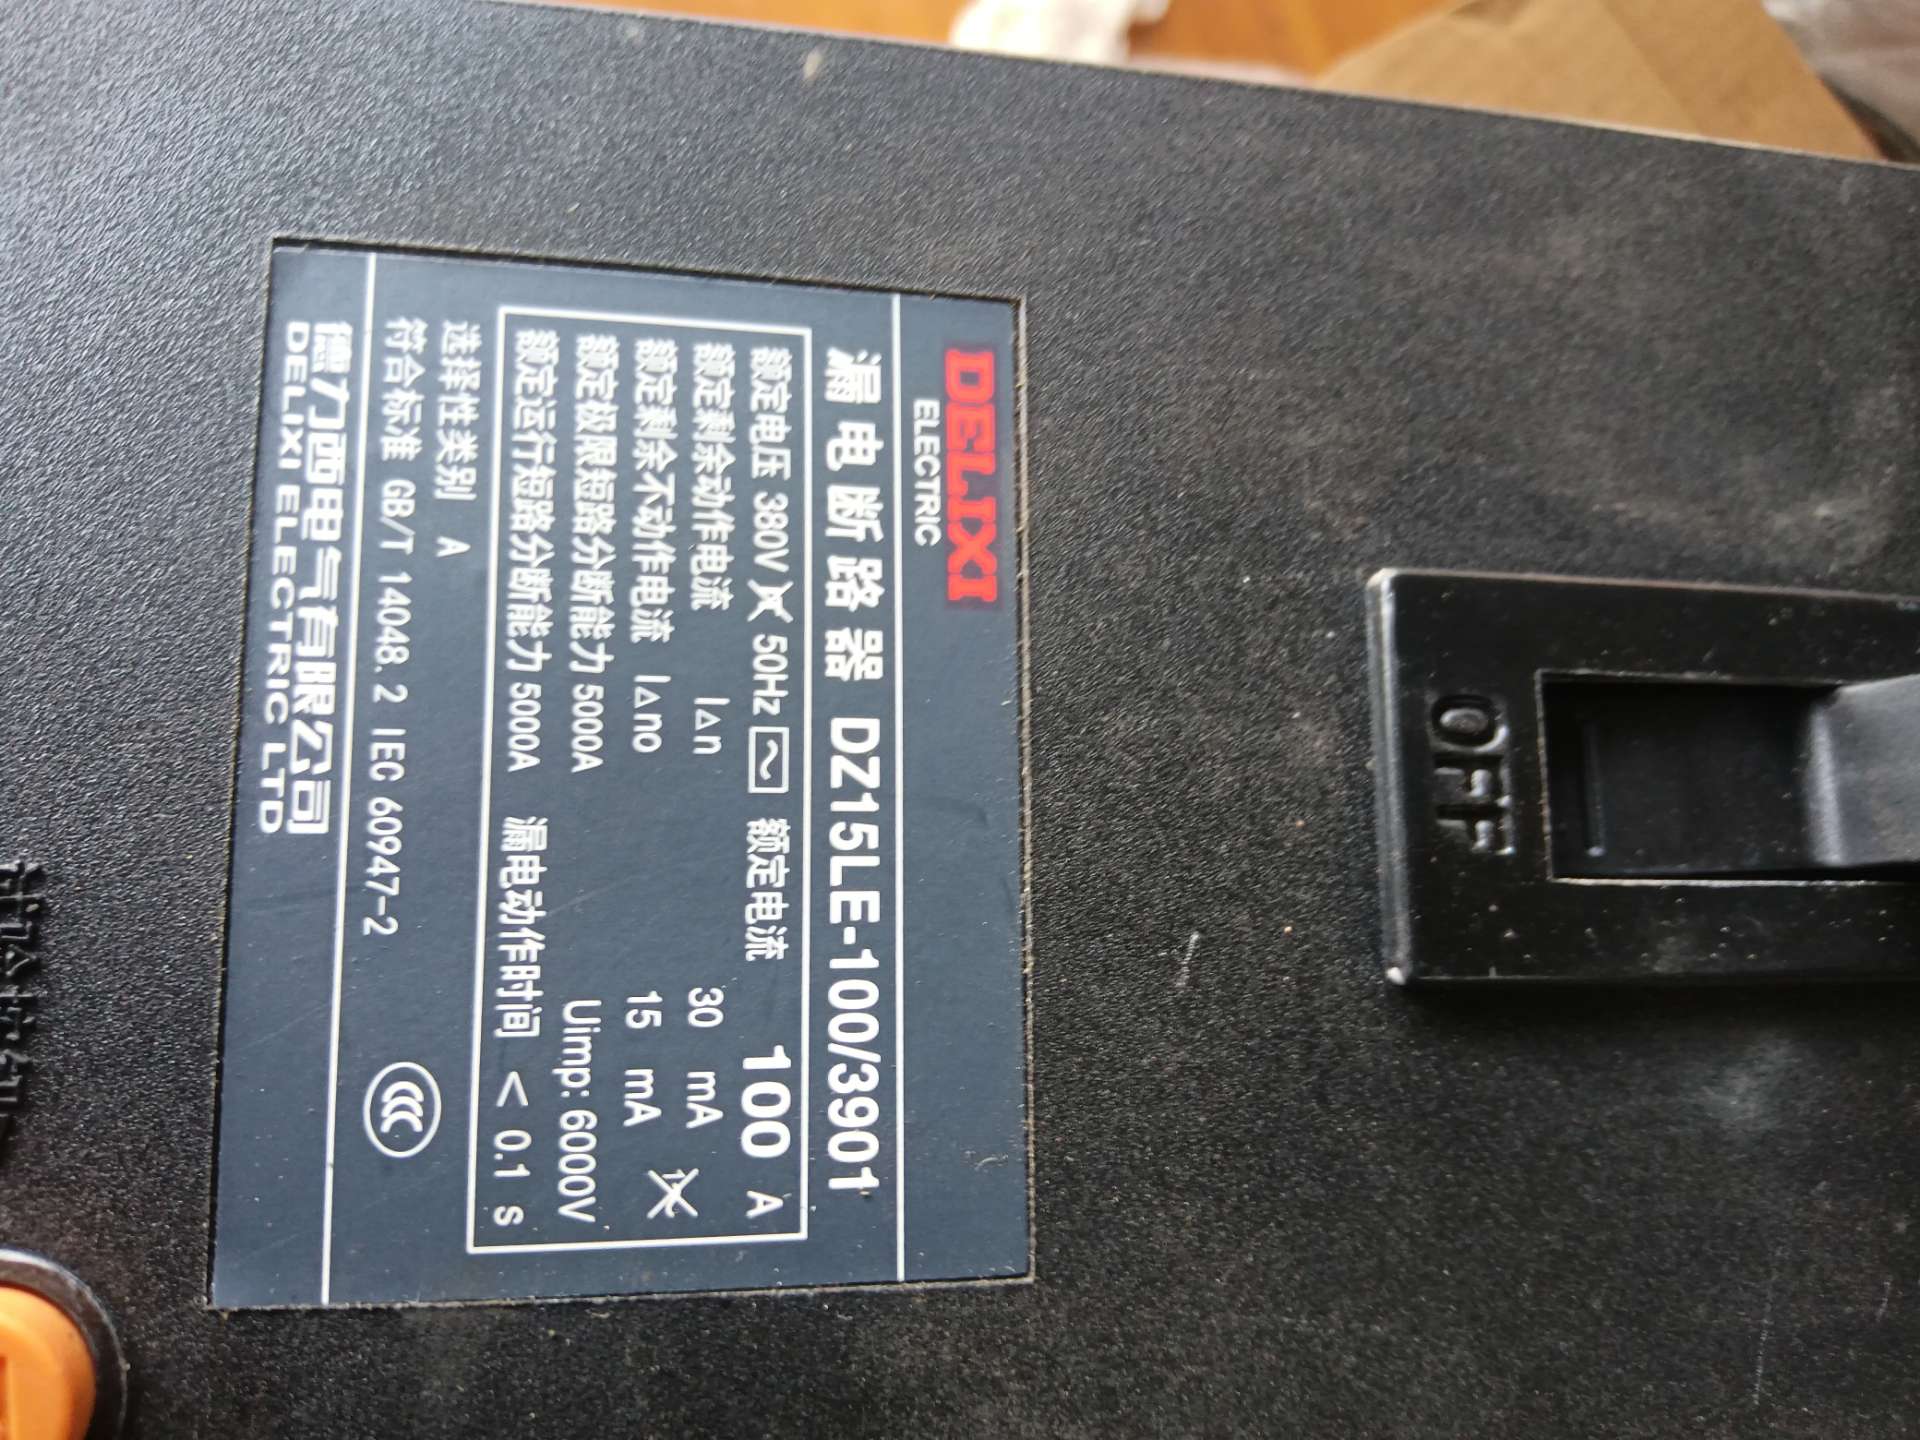 DELIXI
ELECTRIC
漏电断路器 DZ15LE-100/3901
额定电压 380V 50Hz 额定电流 100 A
额定剩余动作电流 I△n 30 mA
额定剩余不动作电流 I△no 15 mA
额定极限短路分断能力 5000A Uimp: 6000V
额定运行短路分断能力 5000A 漏电动作时间 < 0.1 s
选择性类别 A
符合标准 GB/T 14048.2 IEC 60947-2
德力西电气有限公司
DELIXI ELECTRIC LTD
OFF